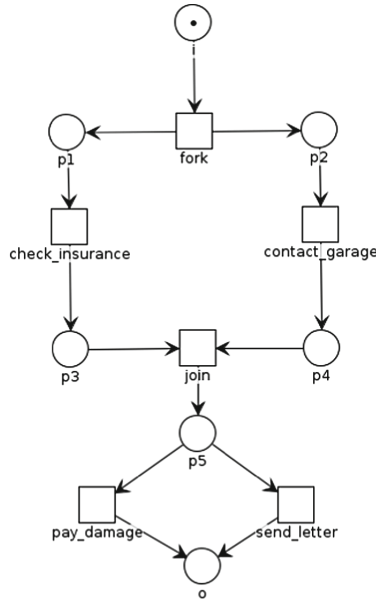 i
p1
fork
p2
check_insurance
contact_garage
p3
join
p4
p5
pay_damage
send_letter
o